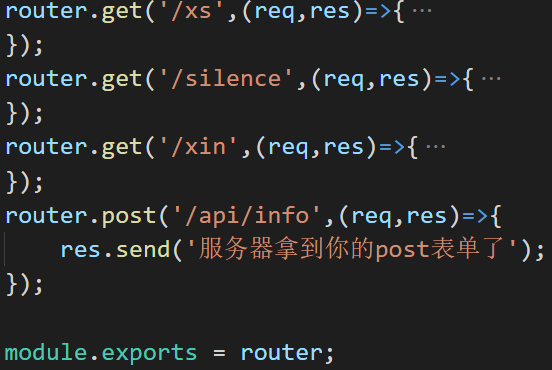 router.get('/xs',(req,res)=>{…
});
router.get('/silence',(req,res)=>{…
});
router.get('/xin',(req,res)=>{…
});
router.post('/api/info',(req,res)=>{
    res.send('服务器拿到你的post表单了');
});

module.exports = router;